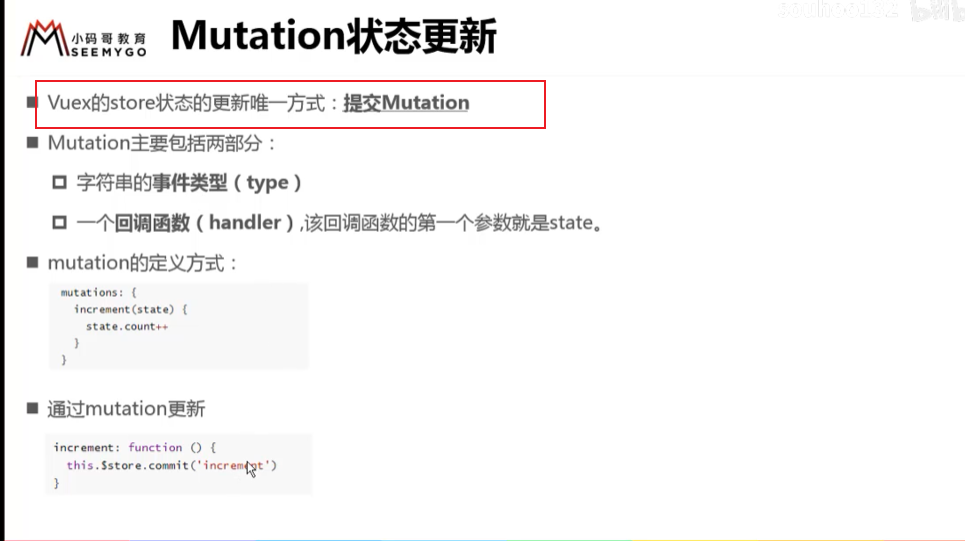 小码哥教育
SEEMYGO
Mutation状态更新
Vuex的store状态的更新唯一方式：提交Mutation
Mutation主要包括两部分：
字符串的事件类型（type）
一个回调函数（handler）,该回调函数的第一个参数就是state。
mutation的定义方式：
mutations: {
increment(state) {
state.count++
}
}
通过mutation更新
increment: function () {
this.$store.commit('increment')
}